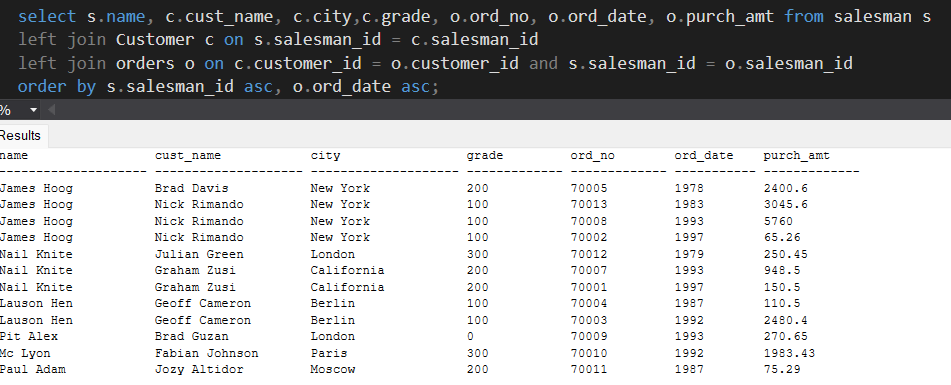 select s.name, c.cust_name, c.city,c.grade, o.ord_no, o.ord_date, o.purch_amt from salesman s
left join Customer c on s.salesman_id = c.salesman_id
left join orders o on c.customer_id = o.customer_id and s.salesman_id = o.salesman_id
order by s.salesman_id asc, o.ord_date asc;
%
Results
name cust_name city grade ord_no ord_date purch_amt
------------------- ------------------- ------------------- ------------ ------------ ----------- ------------
James Hoog Brad Davis New York 200 70005 1978 2400.6
James Hoog Nick Rimando New York 100 70013 1983 3045.6
James Hoog Nick Rimando New York 100 70008 1993 5760
James Hoog Nick Rimando New York 100 70002 1997 65.26
Nail Knite Julian Green London 300 70012 1979 250.45
Nail Knite Graham Zusi California 200 70007 1993 948.5
Nail Knite Graham Zusi California 200 70001 1997 150.5
Lauson Hen Geoff Cameron Berlin 100 70004 1987 110.5
Lauson Hen Geoff Cameron Berlin 100 70003 1992 2480.4
Pit Alex Brad Guzan London 0 70009 1993 270.65
Mc Lyon Fabian Johnson Paris 300 70010 1992 1983.43
Paul Adam Jozy Altidor Moscow 200 70011 1987 75.29